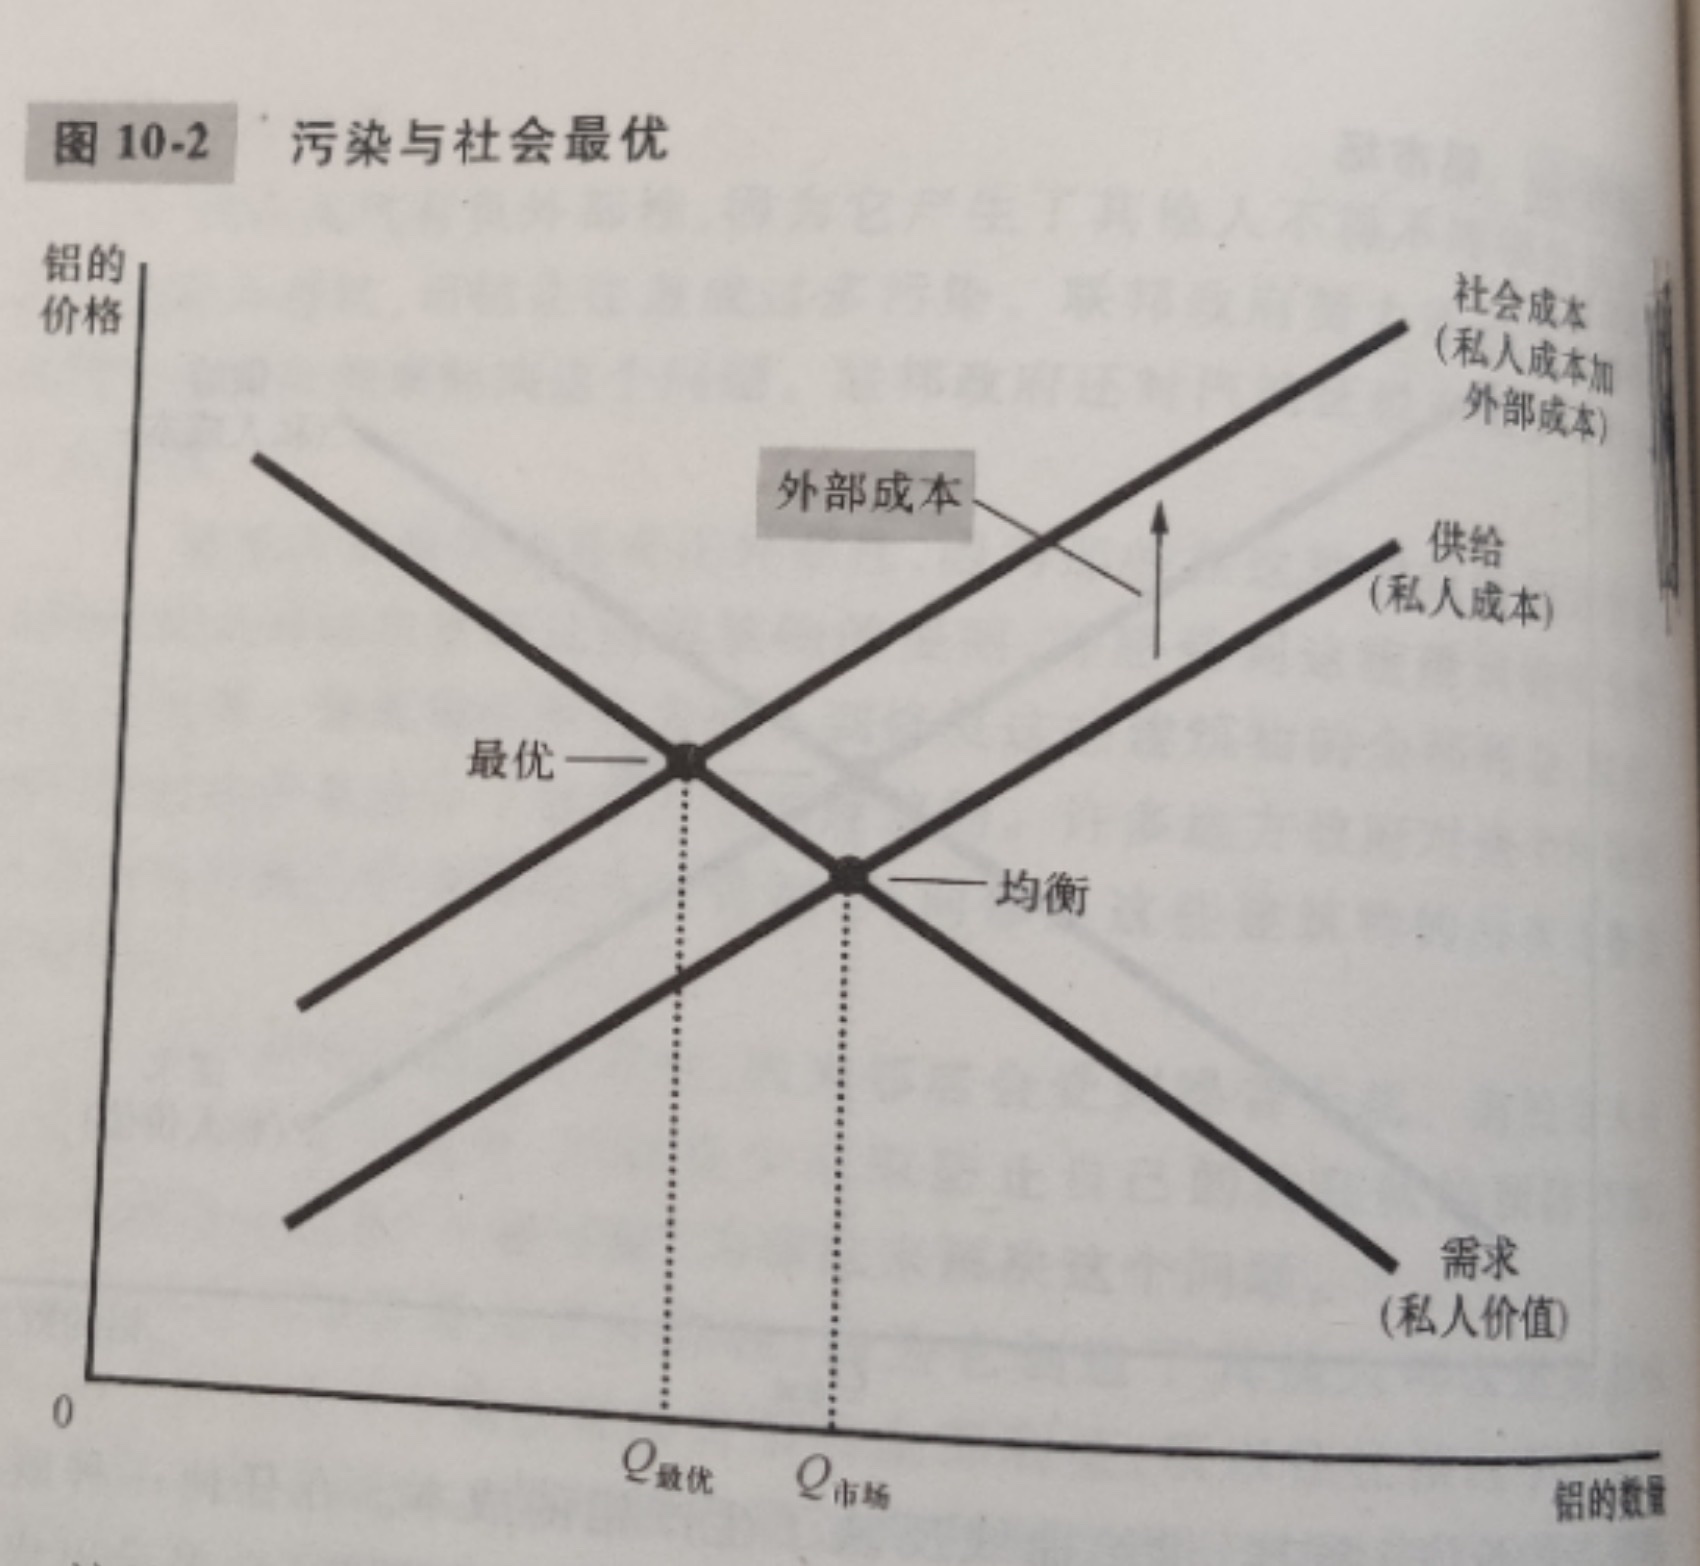 图 10-2 污染与社会最优
铝的
价格
社会成本
(私人成本加
外部成本)
外部成本
供给
(私人成本)
最优
均衡
需求
(私人价值)
0
Q最优
Q市场
铝的数量